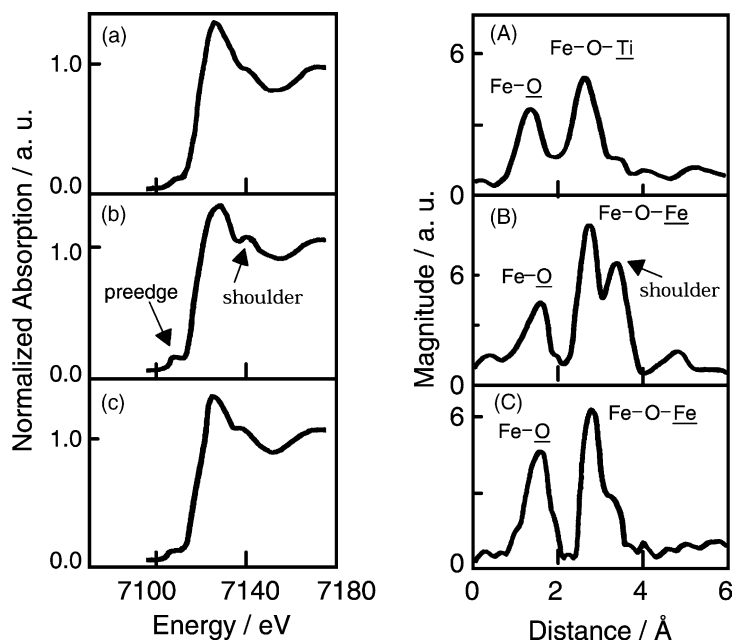 (a)
1.0
0.0
(b)
1.0
preedge
shoulder
0.0
(c)
1.0
0.0
7100
7140
7180
Energy / eV
Normalized Absorption / a. u.
(A)
6
Fe-O-Ti
Fe-O
0
(B)
Fe-O-Fe
6
Fe-O
shoulder
0
(C)
6
Fe-O
Fe-O-Fe
0
0
2
4
6
Distance / Å
Magnitude / a. u.